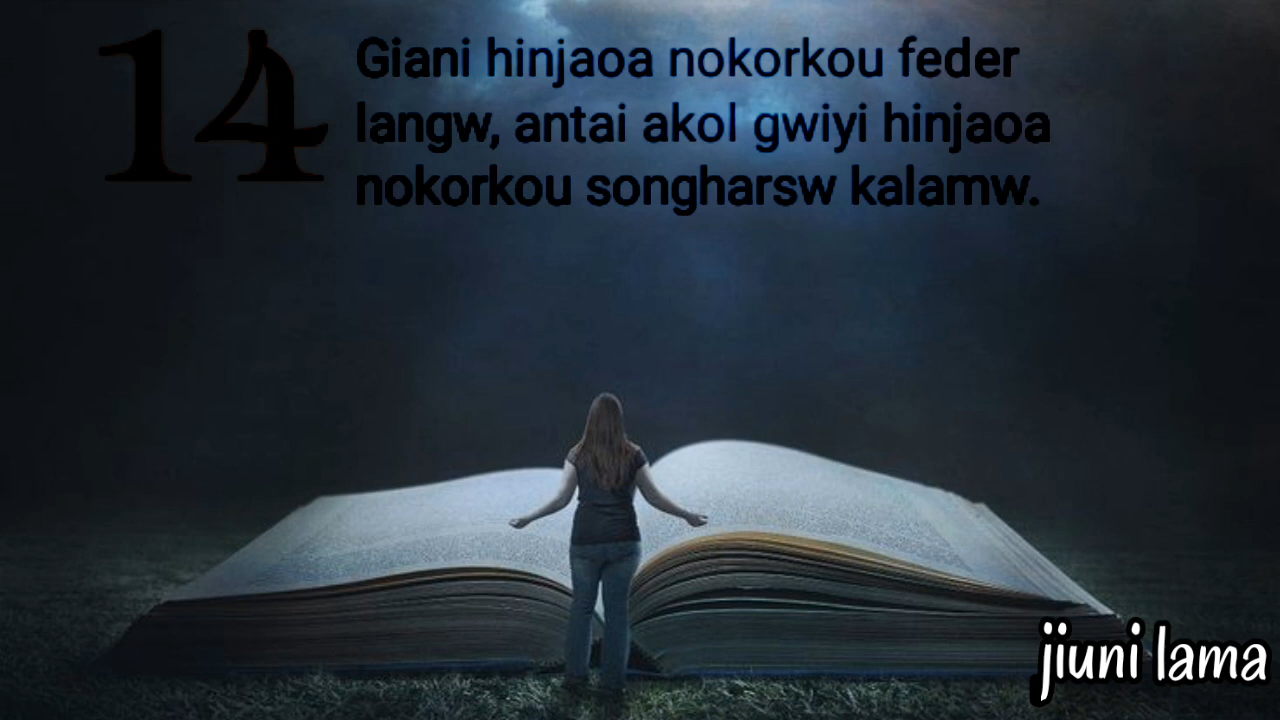 14
Giani hinjaoa nokorkou feder
langw, antai akol gwiyi hinjaoa
nokorkou songharsw kalamw.
jiuni lama